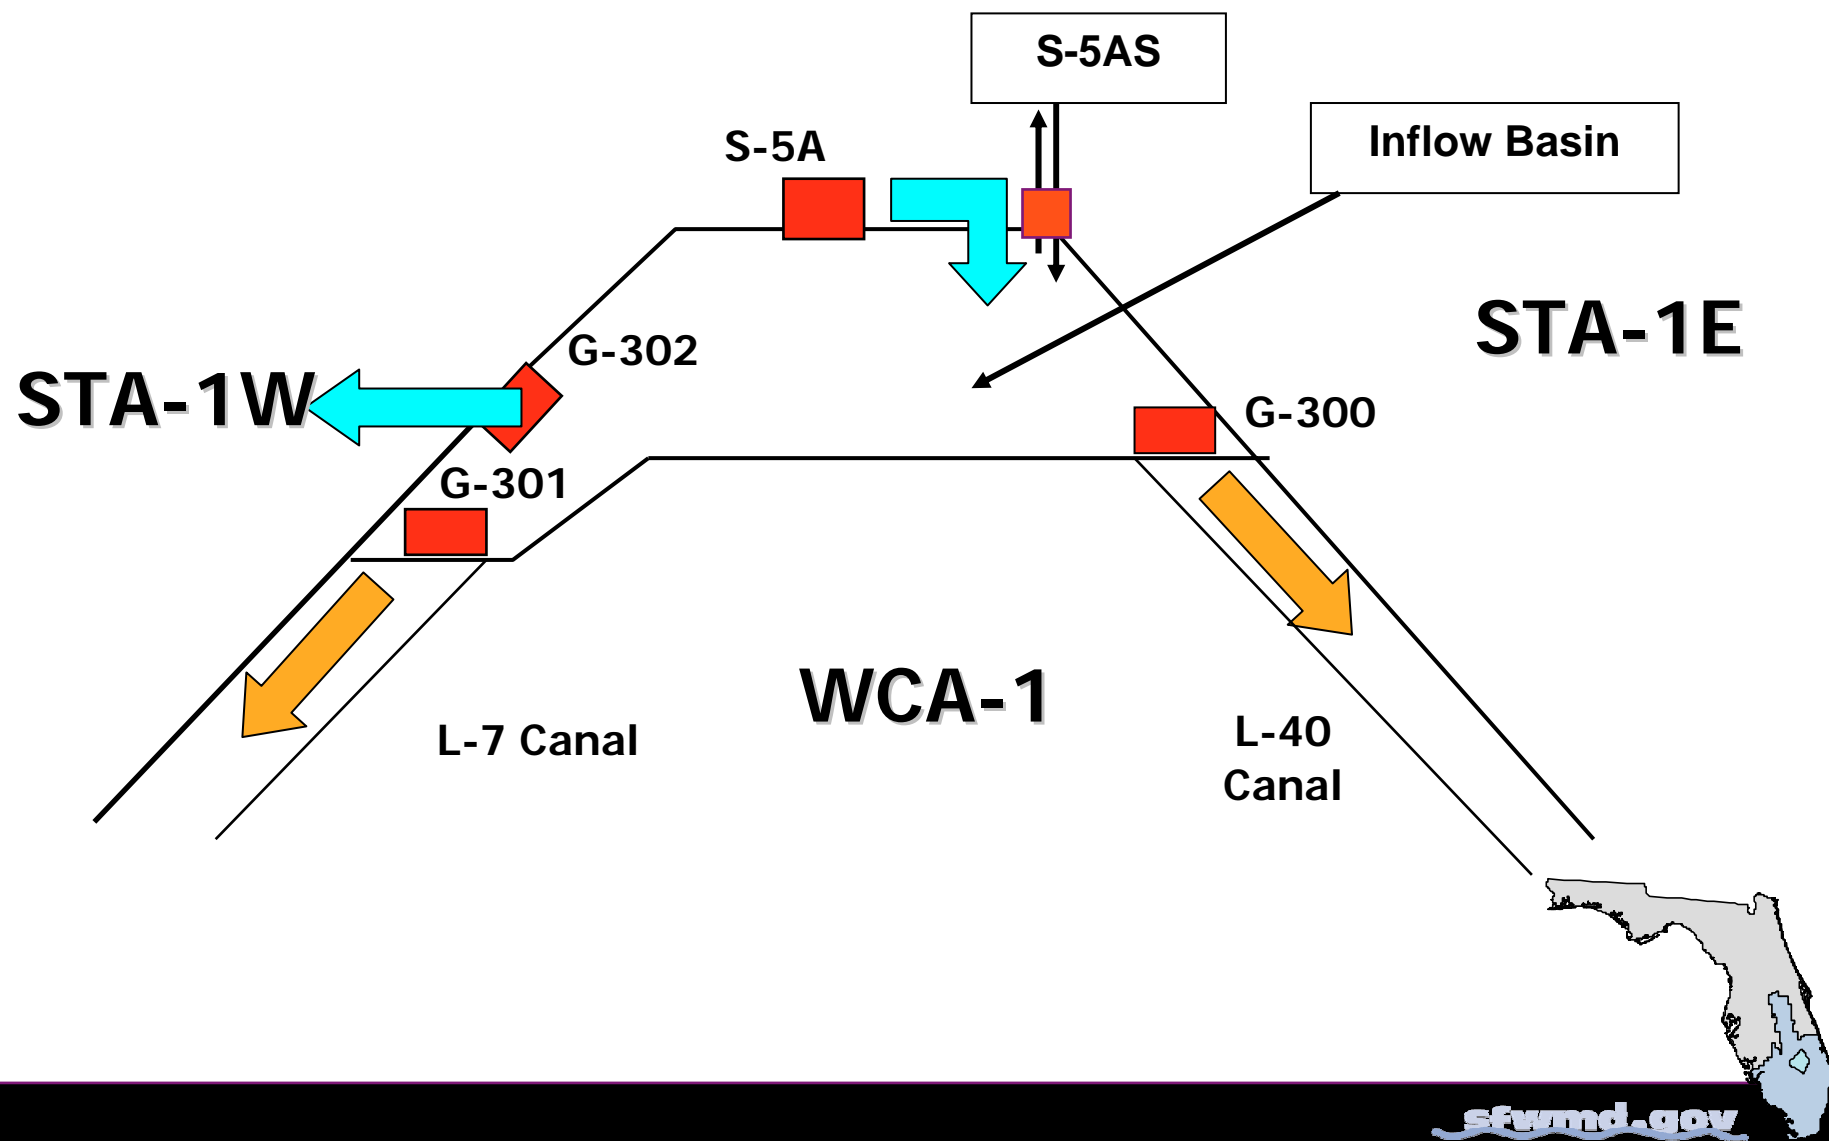 S-5AS
S-5A
Inflow Basin
STA-1E
G-302
STA-1W
G-300
G-301
WCA-1
L-7 Canal
L-40
Canal
sfwmd.gov